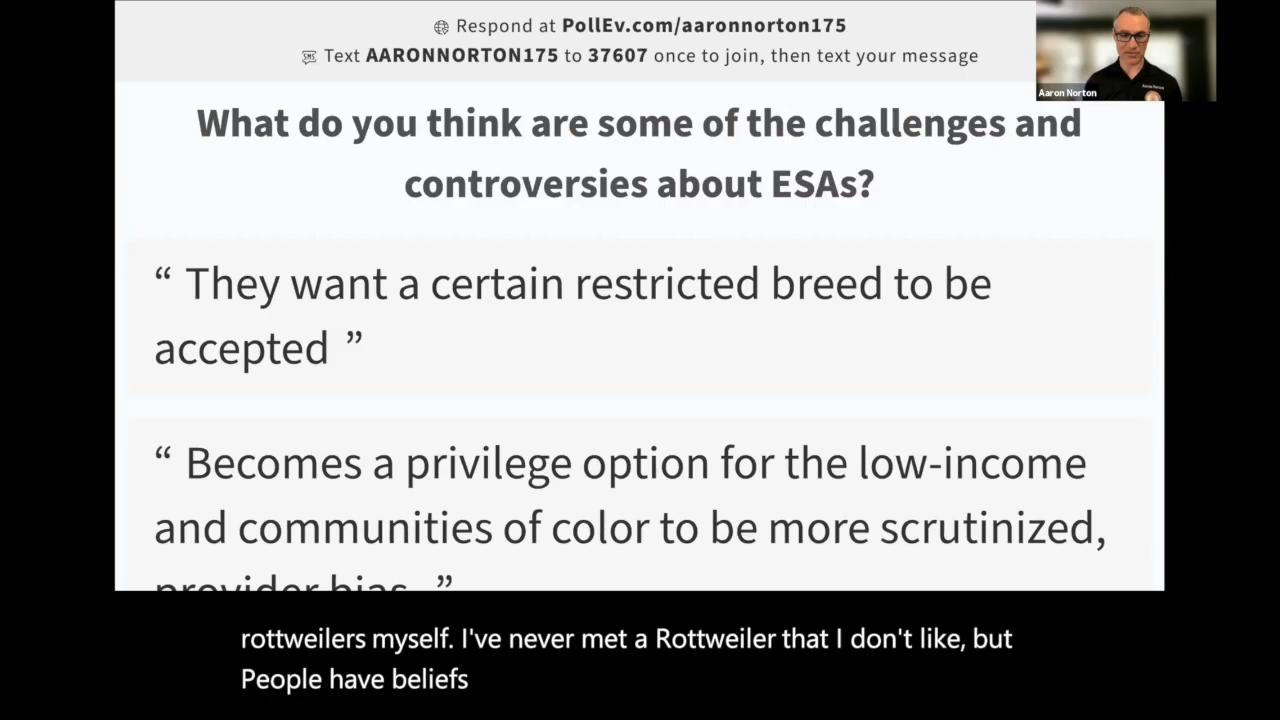 Respond at PollEv.com/aaronnorton175
Text AARONNORTON175 to 37607 once to join, then text your message
Aaron Norton
What do you think are some of the challenges and
controversies about ESAs?
“ They want a certain restricted breed to be
accepted ”
“ Becomes a privilege option for the low-income
and communities of color to be more scrutinized,
provider bias. ”
rottweilers myself. I've never met a Rottweiler that I don't like, but
People have beliefs